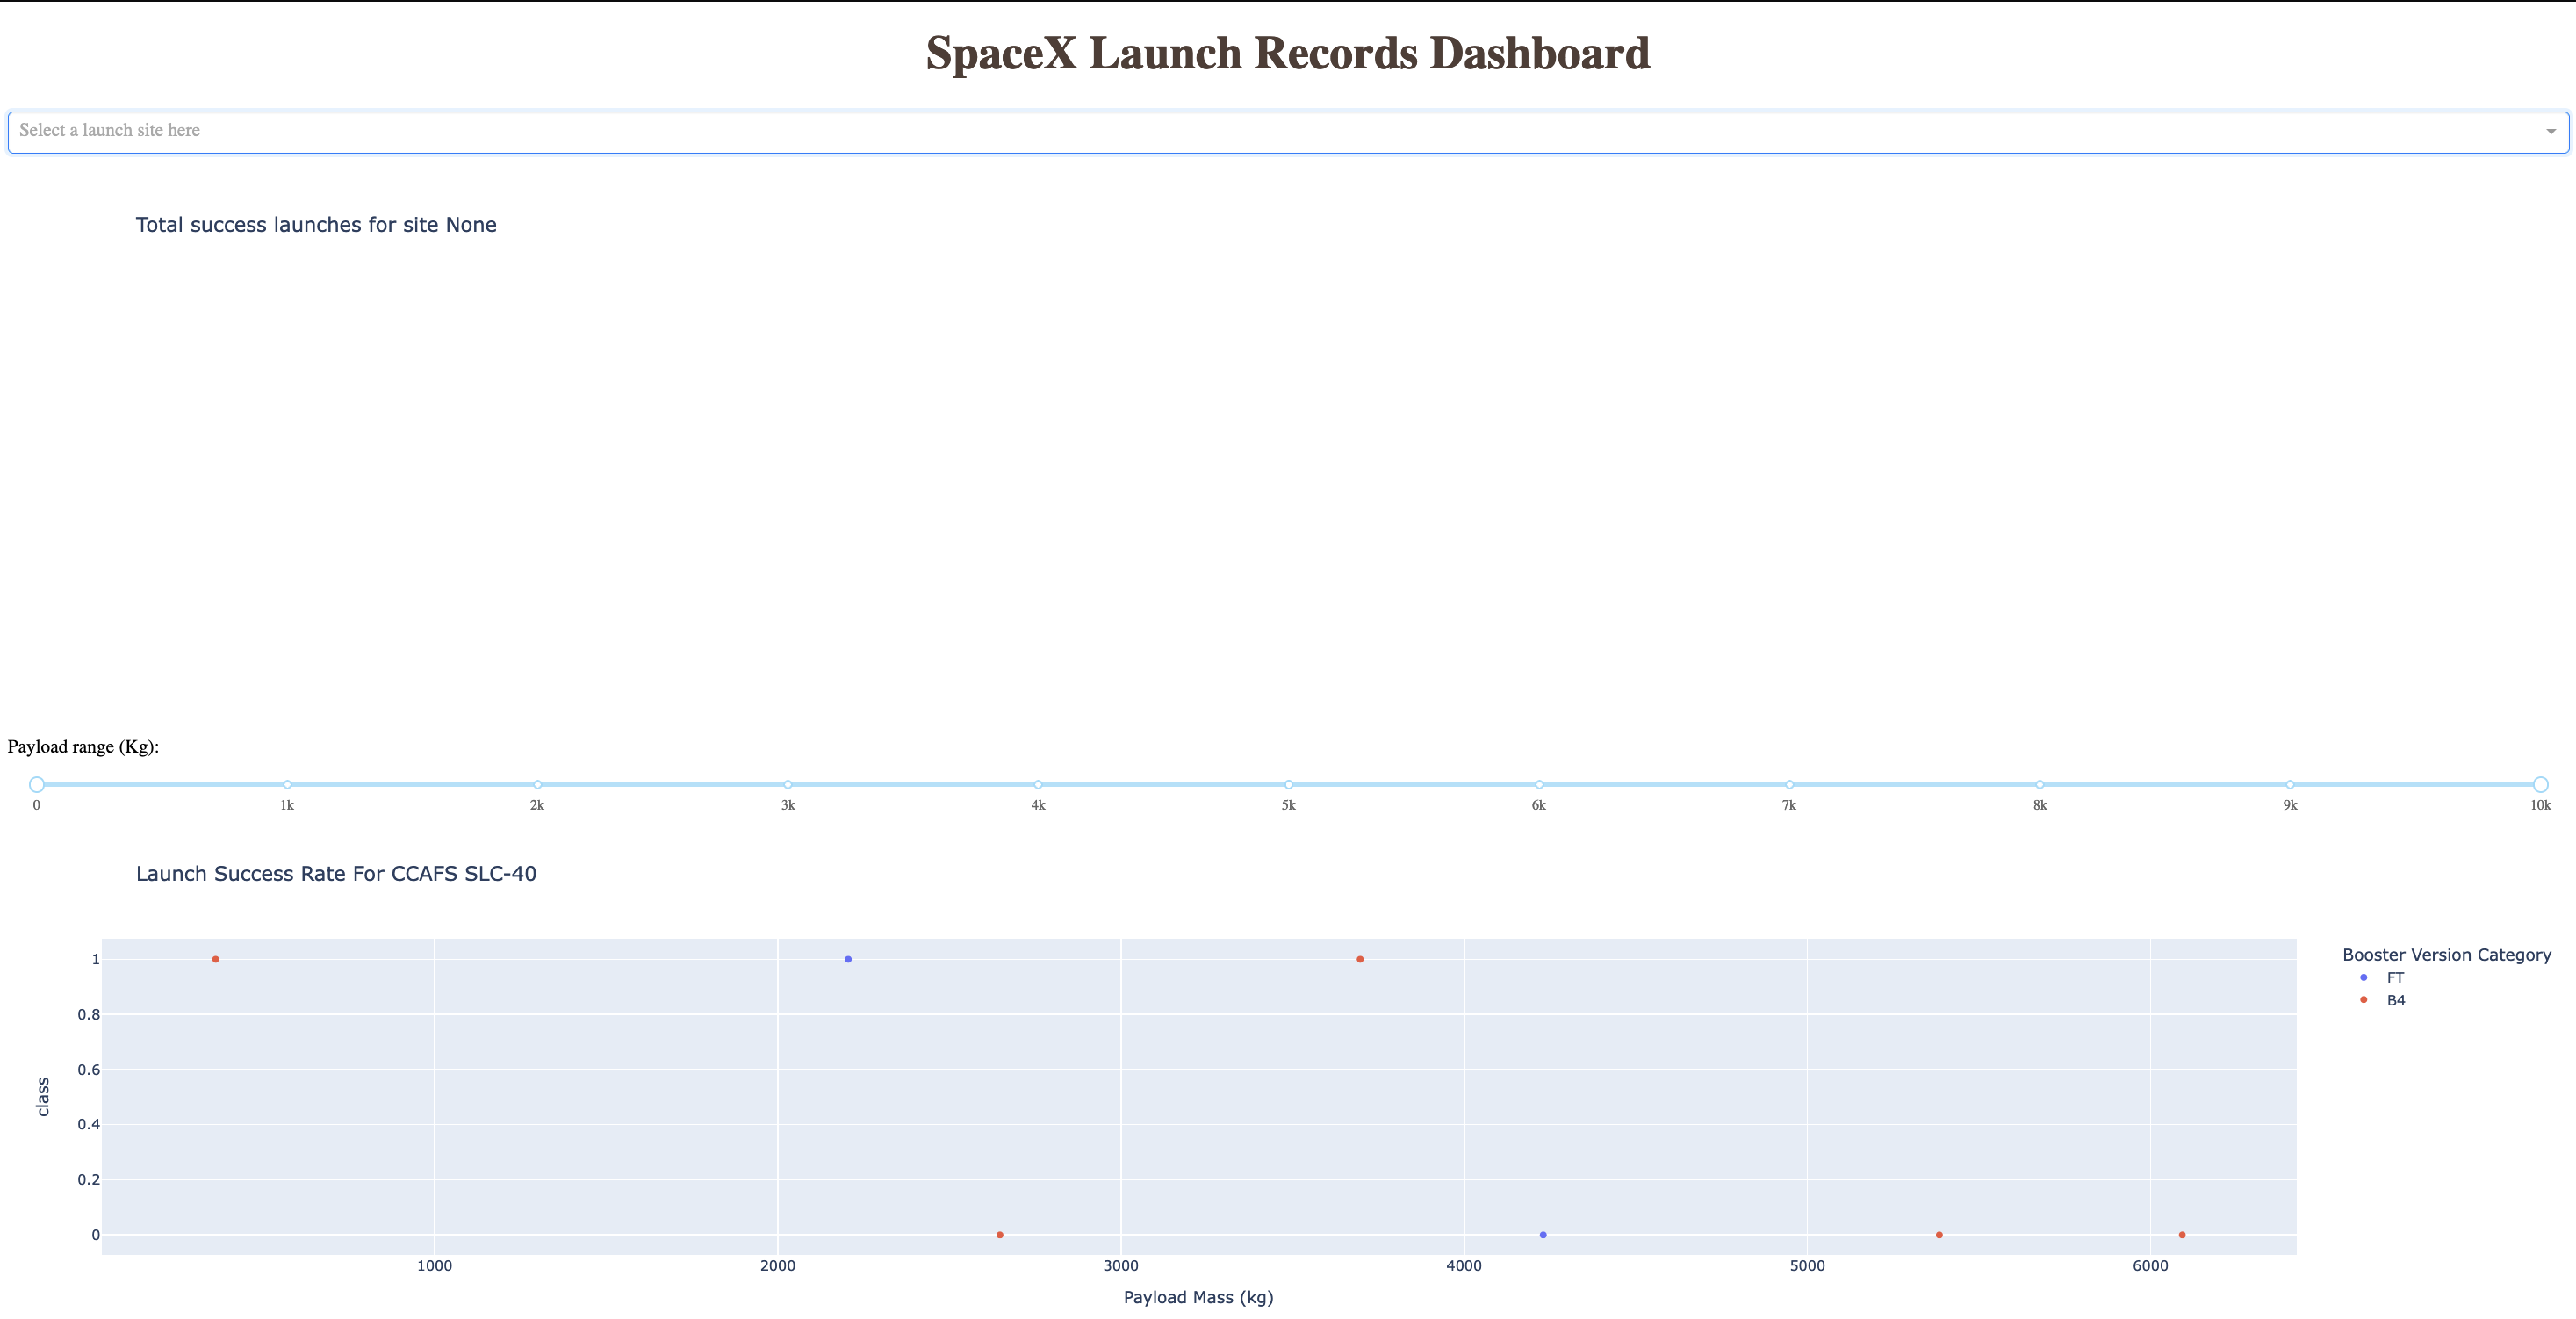 SpaceX Launch Records Dashboard
Select a launch site here
Total success launches for site None
Payload range (Kg):
0 1k 2k 3k 4k 5k 6k 7k 8k 9k 10k
Launch Success Rate For CCAFS SLC-40
Booster Version Category
FT
B4
1
0.8
0.6
0.4
0.2
0
class
1000 2000 3000 4000 5000 6000
Payload Mass (kg)